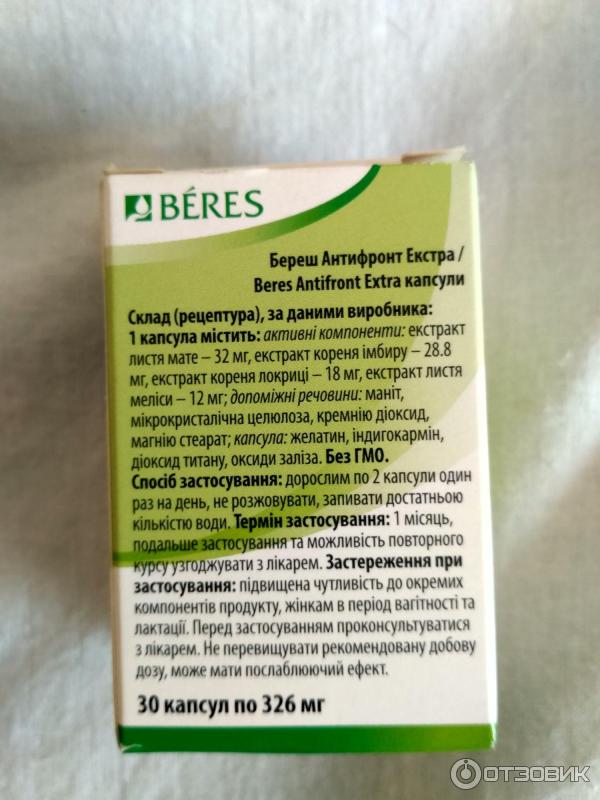 BÉRES
Береш Антифронт Екстра /
Beres Antifront Extra капсули
Склад (рецептура), за даними виробника:
1 капсула містить: активні компоненти: екстракт
листя мате – 32 мг, екстракт кореня імбиру – 28.8
мг, екстракт кореня локриці – 18 мг, екстракт листя
меліси – 12 мг; допоміжні речовини: маніт,
мікрокристалічна целюлоза, кремнію діоксид,
магнію стеарат; капсула: желатин, індигокармін,
діоксид титану, оксиди заліза. Без ГМО.
Спосіб застосування: дорослим по 2 капсули один
раз на день, не розжовувати, запивати достатньою
кількістю води. Термін застосування: 1 місяць,
подальше застосування та можливість повторного
курсу узгоджувати з лікарем. Застереження при
застосування: підвищена чутливість до окремих
компонентів продукту, жінкам в період вагітності та
лактації. Перед застосуванням проконсультуватися
з лікарем. Не перевищувати рекомендовану добову
дозу, може мати послаблюючий ефект.
30 капсул по 326 мг
ОТЗОВИК